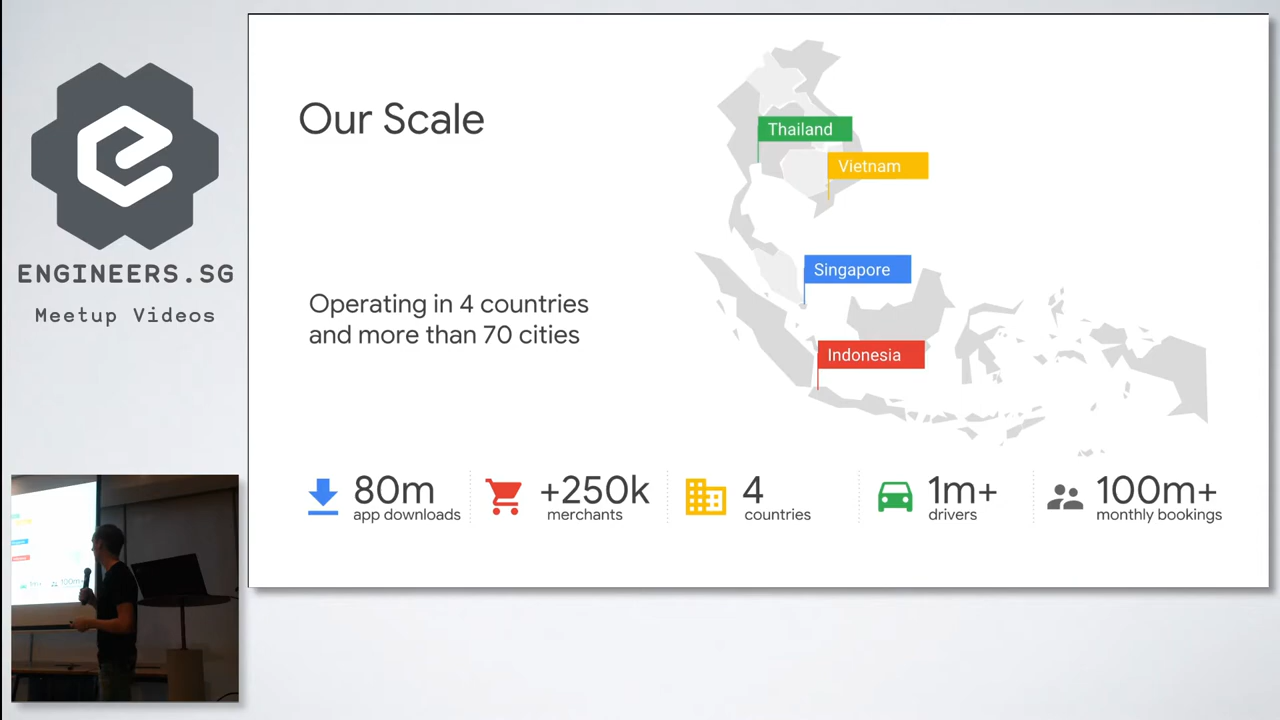 ENGINEERS.SG
Meetup Videos
Our Scale
Thailand
Vietnam
Singapore
Indonesia
Operating in 4 countries
and more than 70 cities
80m
app downloads
+250k
merchants
4
countries
1m+
drivers
100m+
monthly bookings